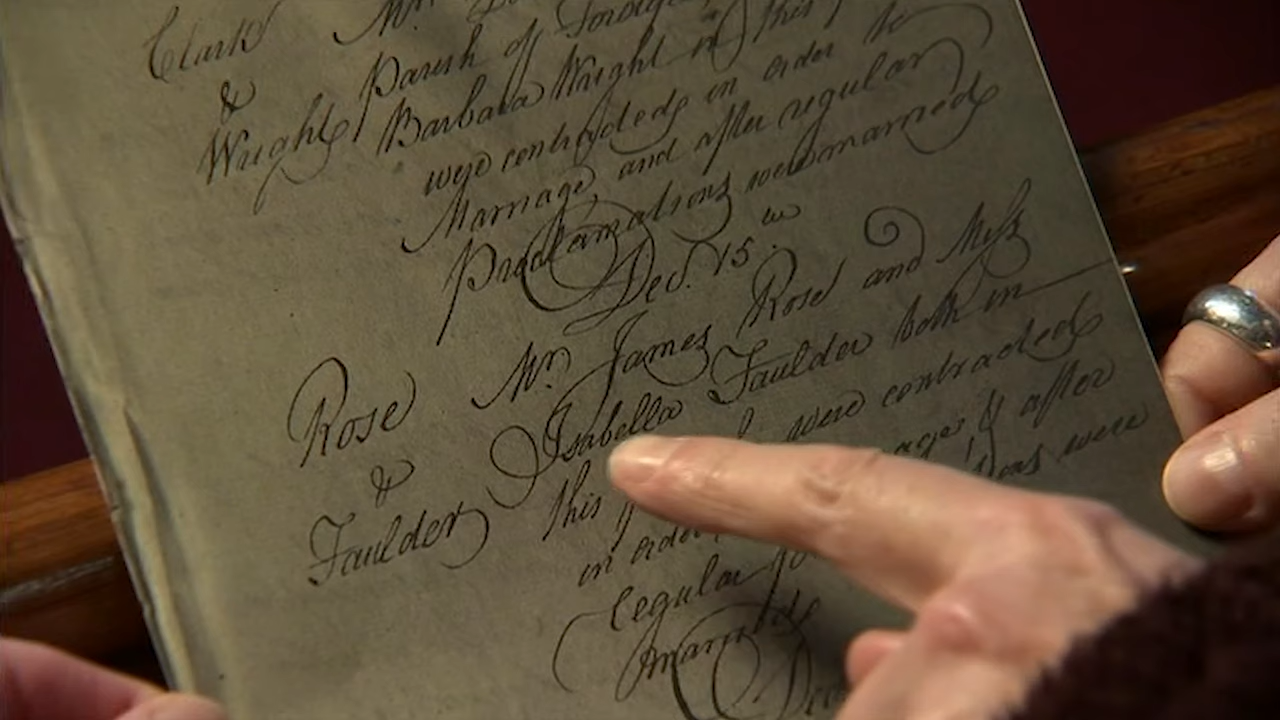 Clark Mr.
& Parish of
Wright Barbara Wright in this
were contracted in order to
Marriage, and after regular
Proclamations were married
Dec. 15.
Rose Mr. James Rose and Miss
& Isabella Faulder both in
Faulder this were contracted
in order age & after
regular were
married